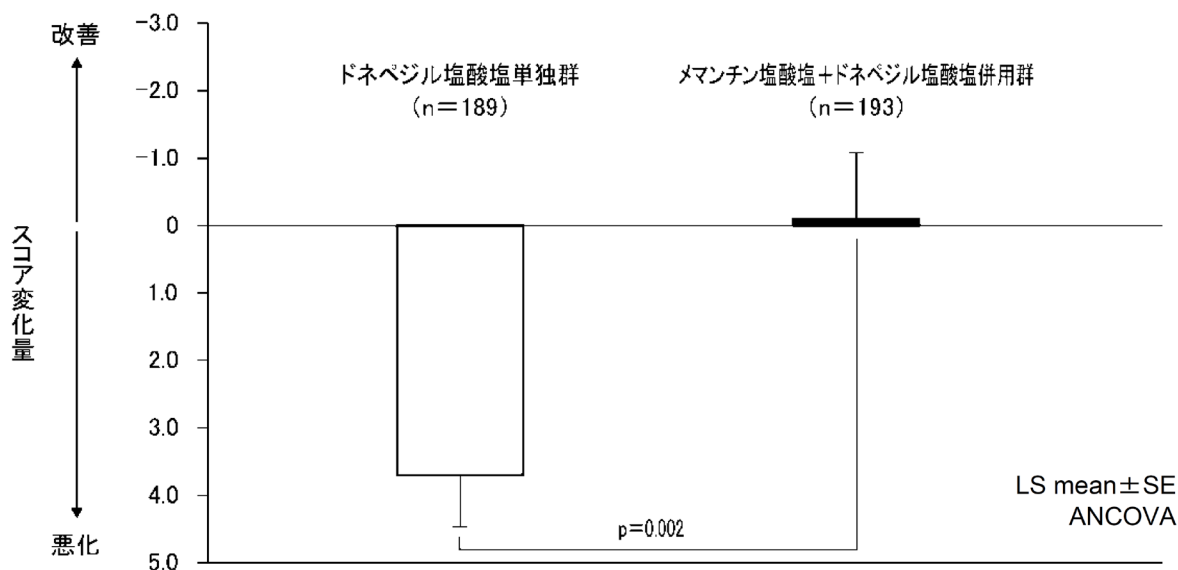 改善
-3.0
-2.0
-1.0
0
1.0
2.0
3.0
4.0
5.0
悪化
スコア変化量
ドネペジル塩酸塩単独群
(n=189)
メマンチン塩酸塩+ドネペジル塩酸塩併用群
(n=193)
p=0.002
LS mean±SE
ANCOVA